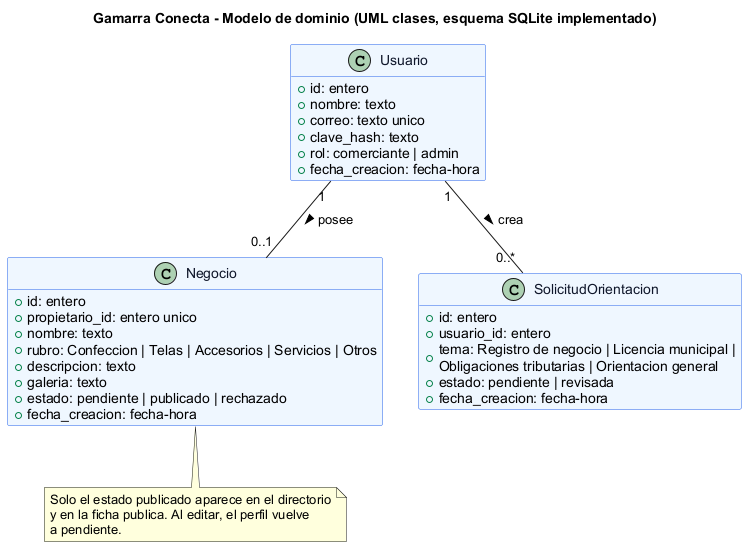 Gamarra Conecta - Modelo de dominio (UML clases, esquema SQLite implementado)
C Usuario
id: entero
nombre: texto
correo: texto unico
clave_hash: texto
rol: comerciante | admin
fecha_creacion: fecha-hora
1
1
posee
crea
0..1
0..*
C Negocio
id: entero
propietario_id: entero unico
nombre: texto
rubro: Confeccion | Telas | Accesorios | Servicios | Otros
descripcion: texto
galeria: texto
estado: pendiente | publicado | rechazado
fecha_creacion: fecha-hora
C SolicitudOrientacion
id: entero
usuario_id: entero
tema: Registro de negocio | Licencia municipal |
Obligaciones tributarias | Orientacion general
estado: pendiente | revisada
fecha_creacion: fecha-hora
Solo el estado publicado aparece en el directorio
y en la ficha publica. Al editar, el perfil vuelve
a pendiente.